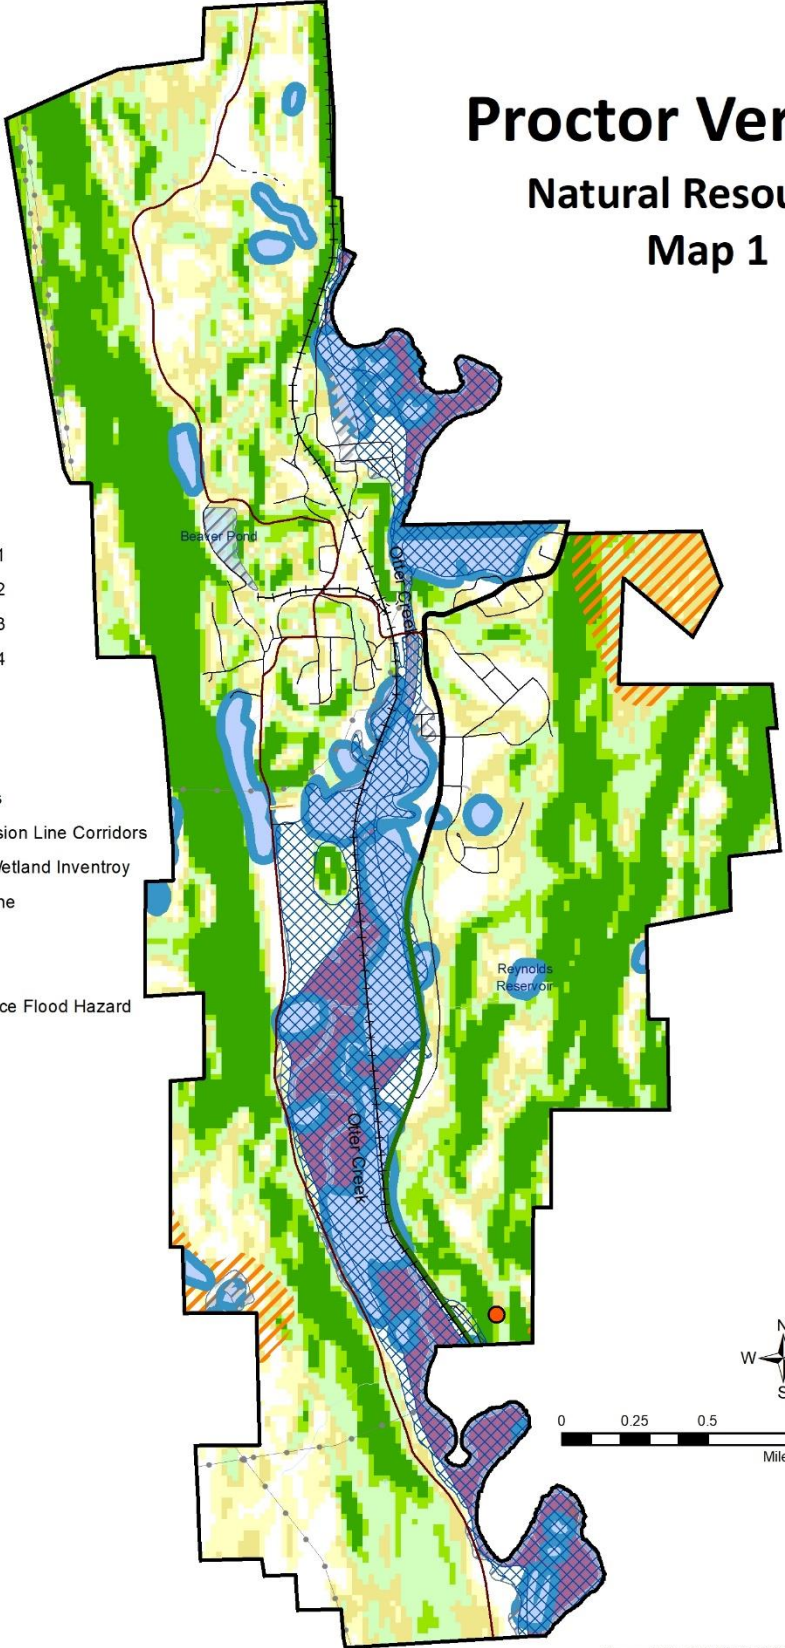 Proctor Ver
Natural Resou
Map 1
1
2
3
4
s
sion Line Corridors
Wetland Inventroy
ne
ce Flood Hazard
Beaver Pond
Otter Creek
Reynolds
Reservoir
Otter Creek
N
W
S
0 0.25 0.5
Mile